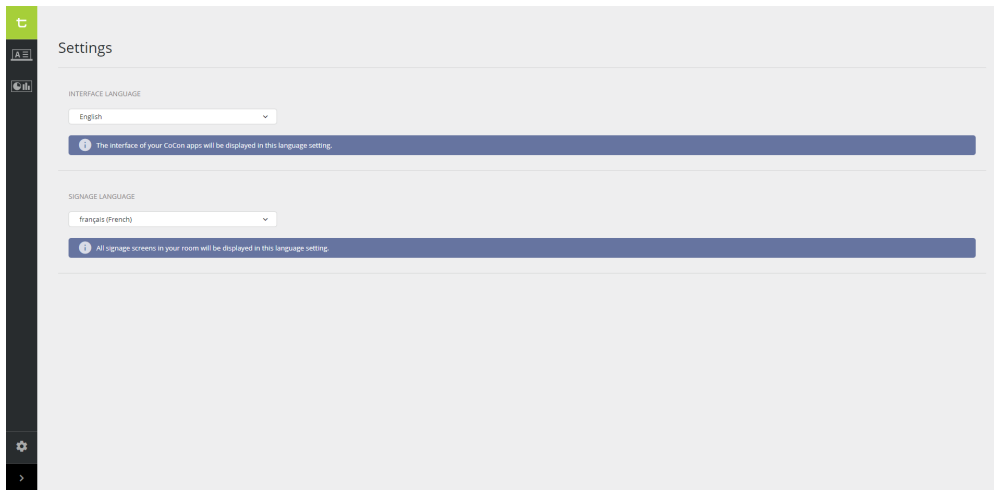 Settings
INTERFACE LANGUAGE
English
The interface of your CoCon apps will be displayed in this language setting.
SIGNAGE LANGUAGE
français (French)
All signage screens in your room will be displayed in this language setting.